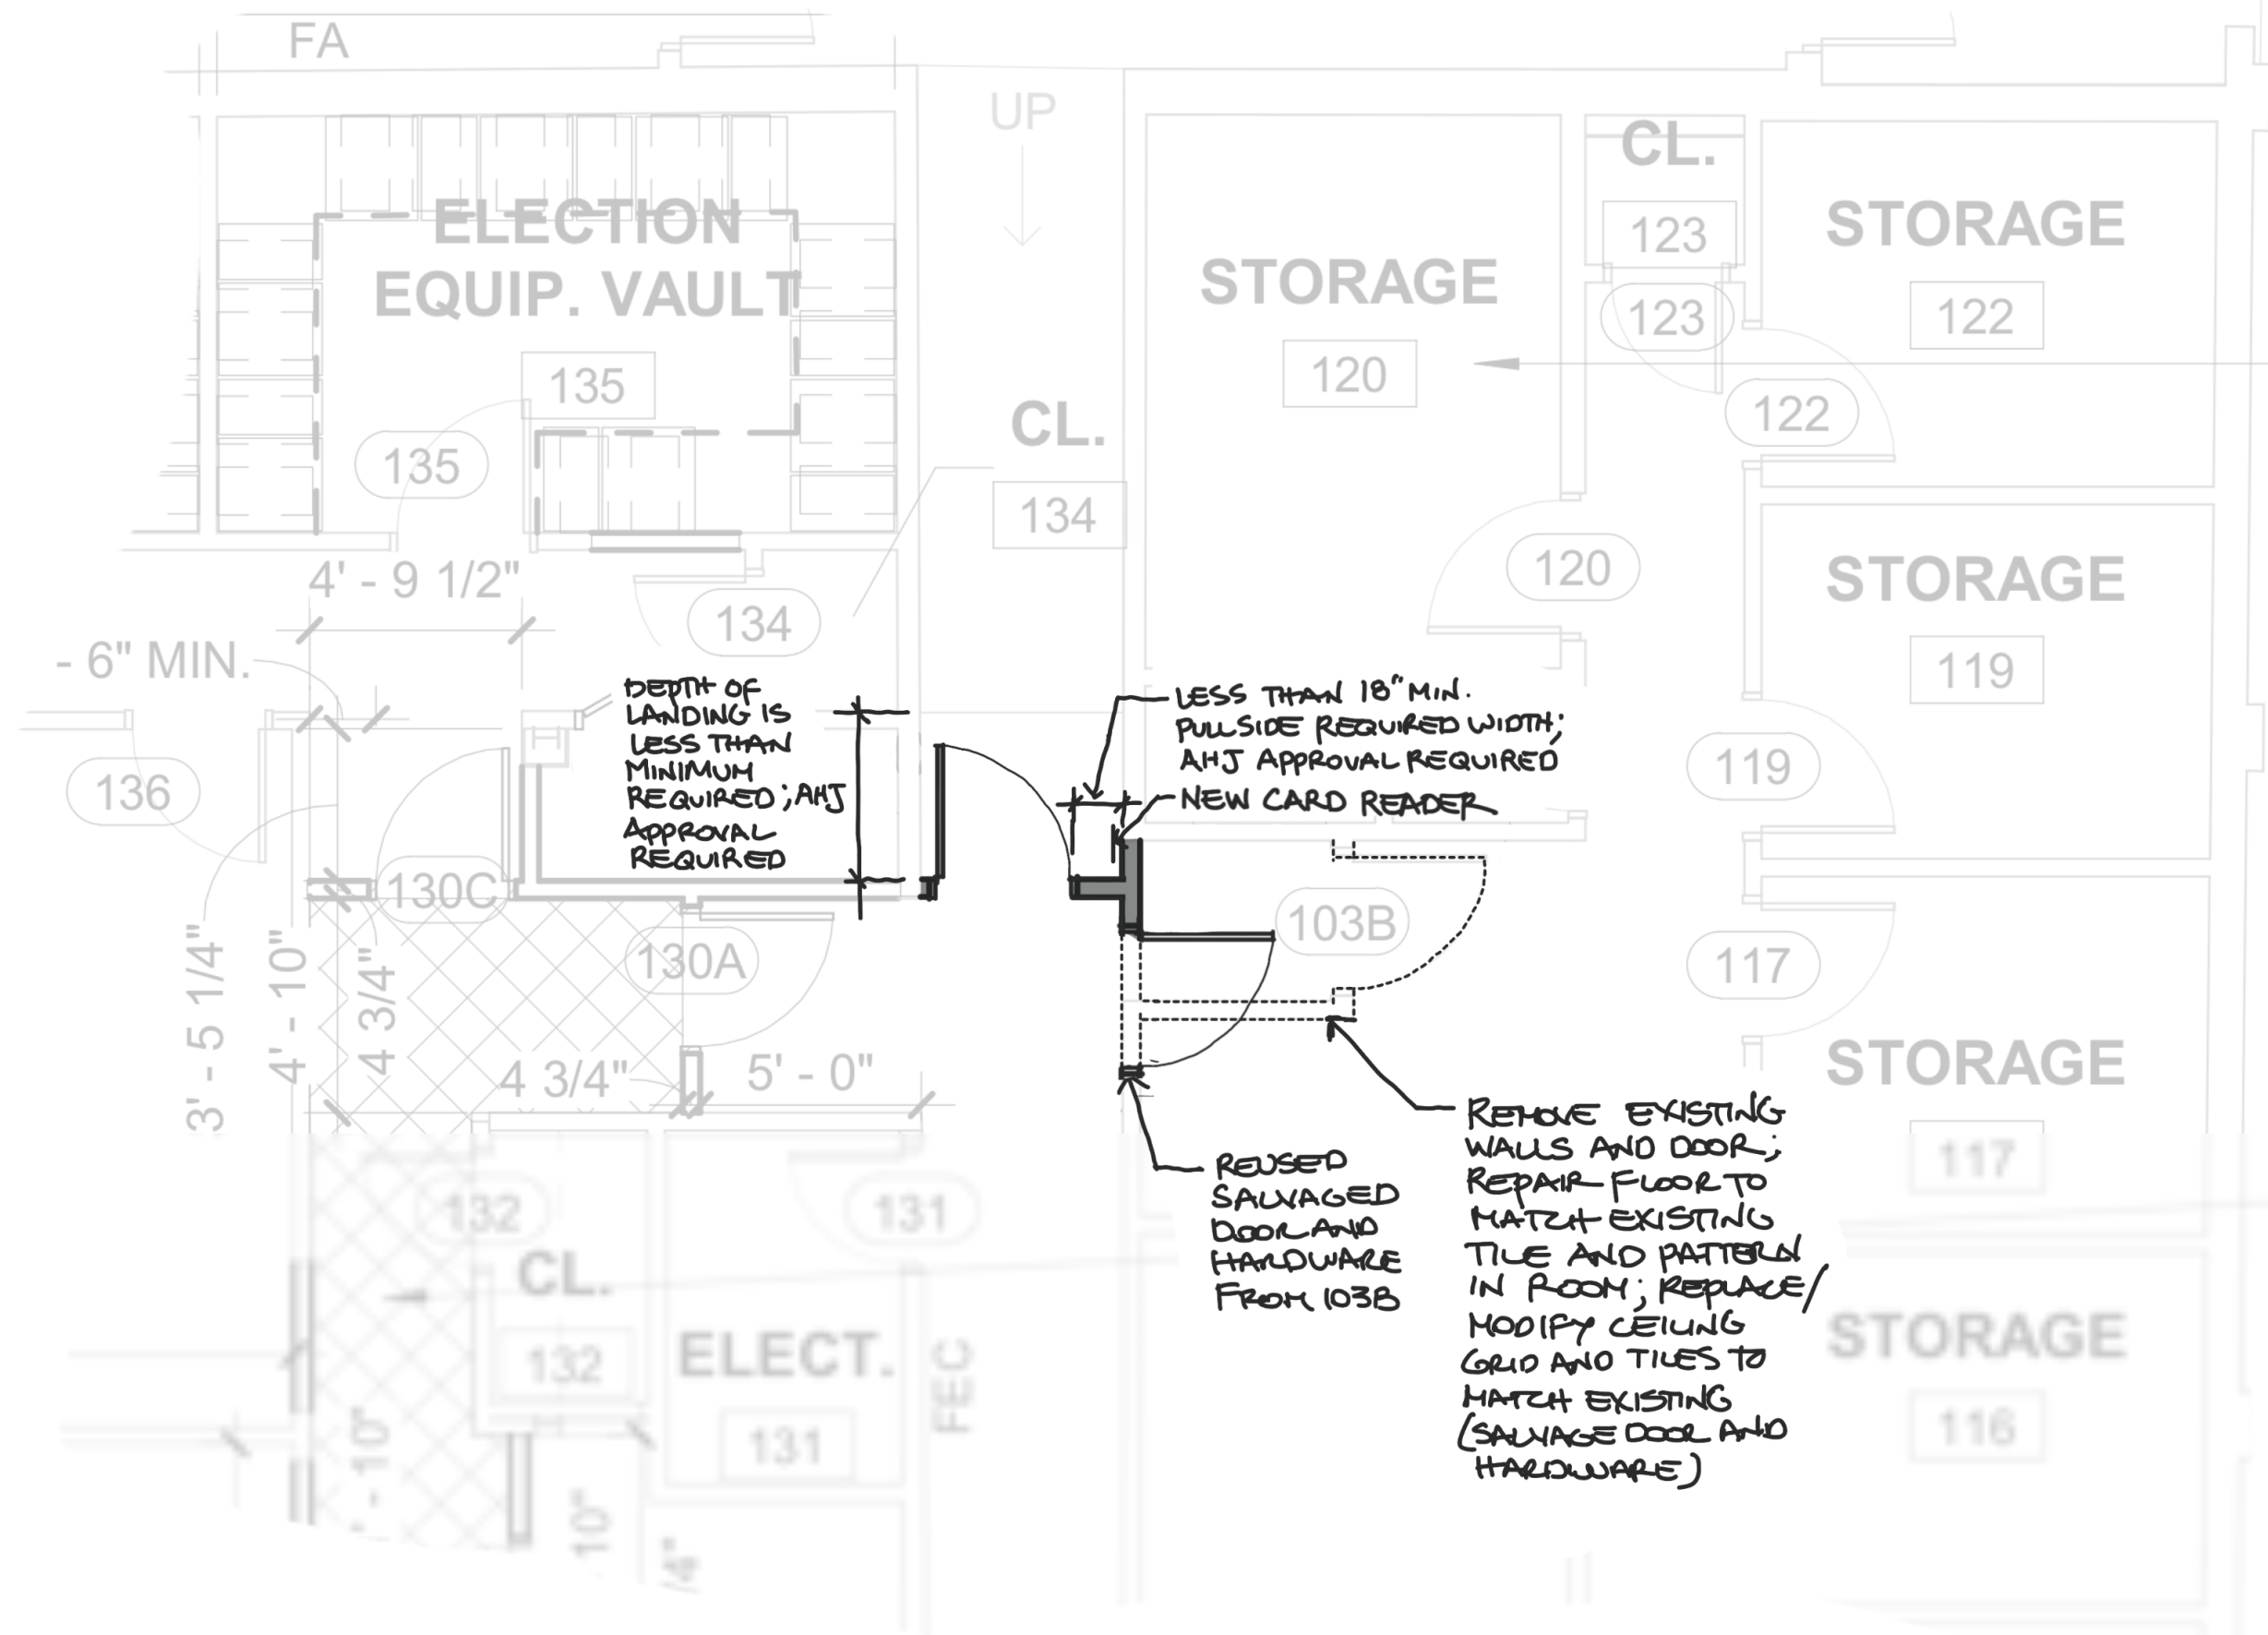 FA
UP
CL.
123
123
ELECTION
EQUIP. VAULT
135
135
STORAGE
120
STORAGE
122
122
CL.
134
120
4' - 9 1/2"
134
STORAGE
119
119
- 6" MIN.
136
DEPTH OF
LANDING IS
LESS THAN
MINIMUM
REQUIRED; AHJ
APPROVAL
REQUIRED
LESS THAN 18" MIN.
PULLSIDE REQUIRED WIDTH;
AHJ APPROVAL REQUIRED
NEW CARD READER
130C
130A
103B
117
3' - 5 1/4"
4' - 10"
4 3/4"
4 3/4"
5' - 0"
STORAGE
117
REUSED
SALVAGED
DOOR AND
HARDWARE
FROM 103B
REMOVE EXISTING
WALLS AND DOOR;
REPAIR FLOOR TO
MATCH EXISTING
TILE AND PATTERN
IN ROOM; REPLACE/
MODIFY CEILING
GRID AND TILES TO
MATCH EXISTING
(SALVAGE DOOR AND
HARDWARE)
132
131
CL.
132
ELECT.
131
FEC
STORAGE
116
' - 10"
10"
/4"